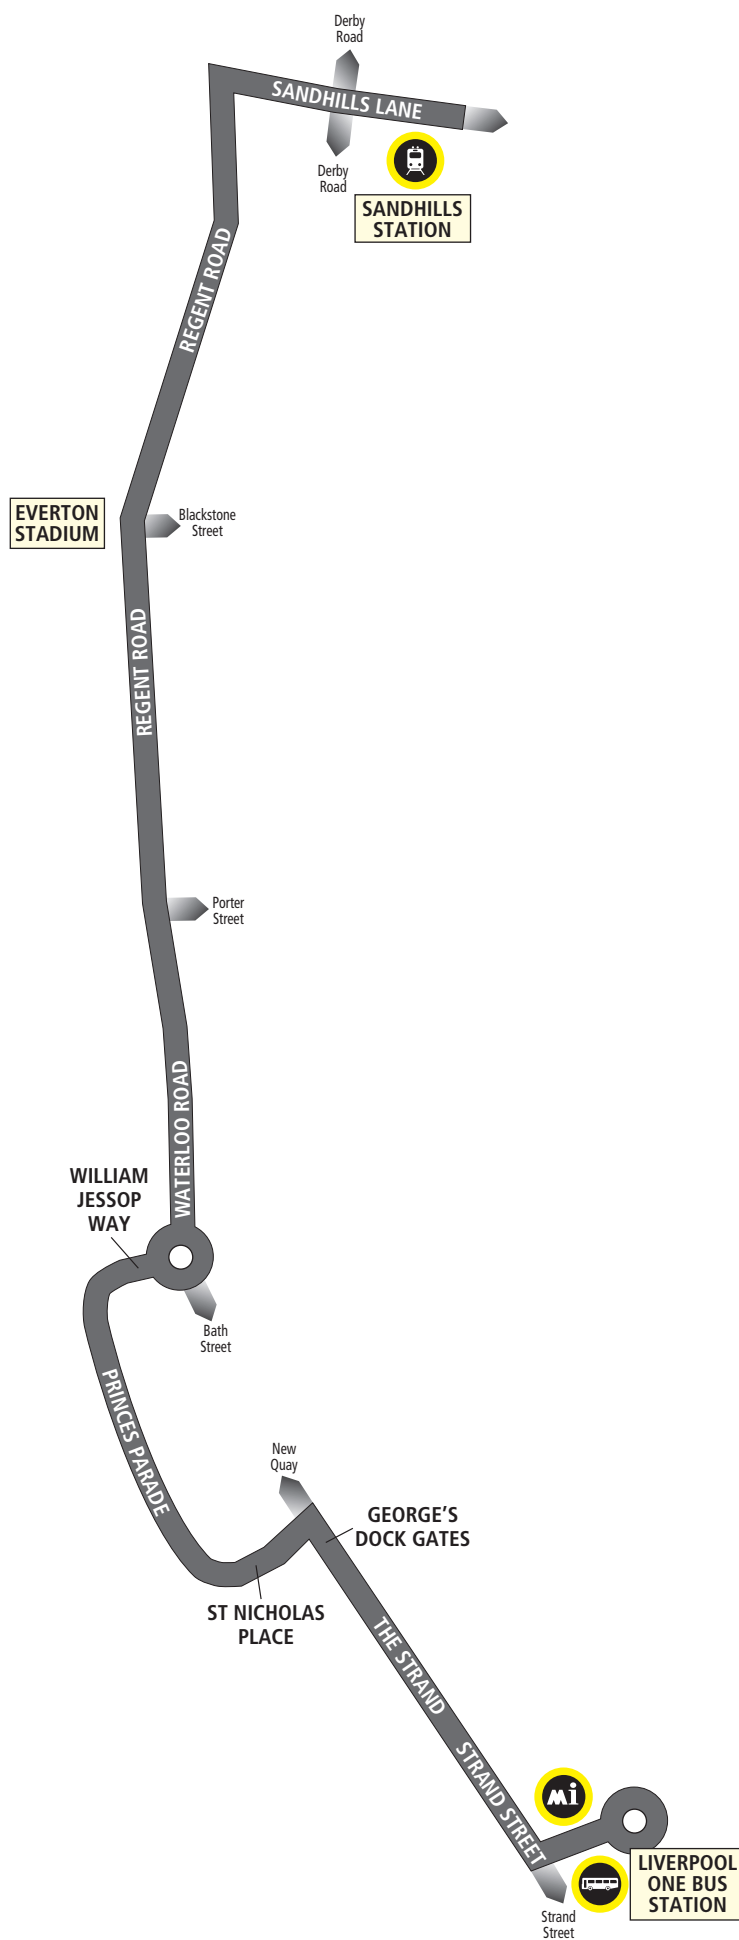 Derby
Road
SANDHILLS LANE
Derby
Road
SANDHILLS
STATION
REGENT ROAD
EVERTON
STADIUM
Blackstone
Street
REGENT ROAD
Porter
Street
WATERLOO ROAD
WILLIAM
JESSOP
WAY
Bath
Street
PRINCES PARADE
New
Quay
GEORGE'S
DOCK GATES
ST NICHOLAS
PLACE
THE STRAND
STRAND STREET
mi
LIVERPOOL
ONE BUS
STATION
Strand
Street